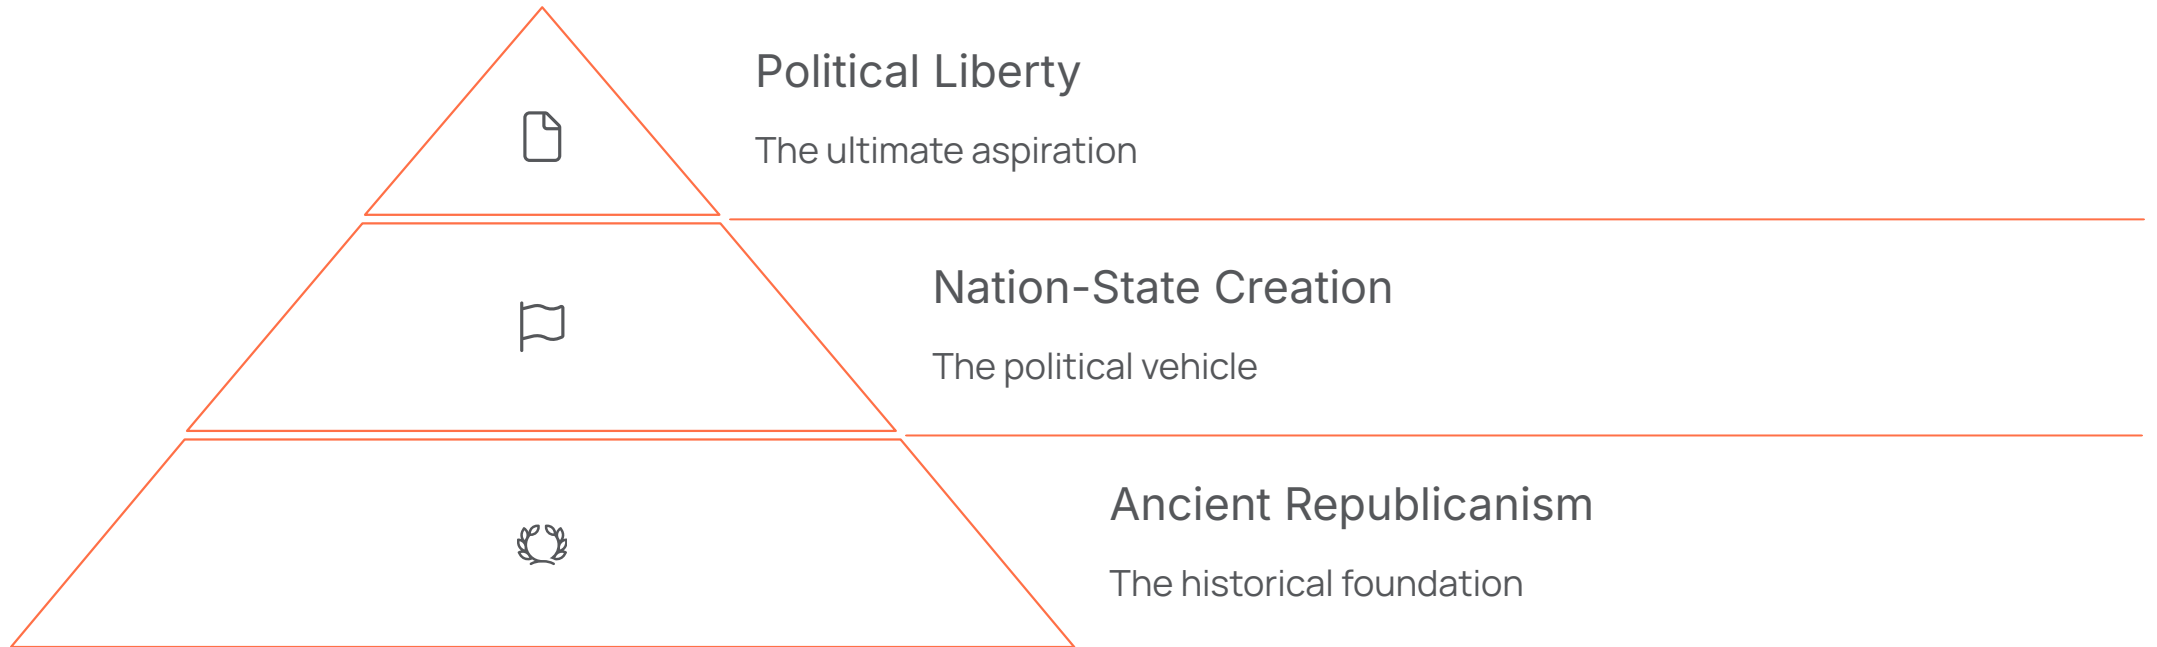 Political Liberty
The ultimate aspiration
Nation-State Creation
The political vehicle
Ancient Republicanism
The historical foundation